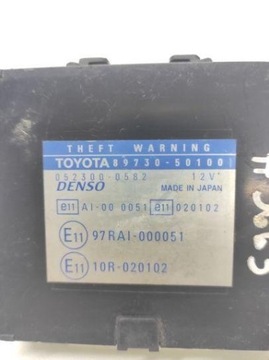 THEFT WARNING
TOYOTA 89730-50100
052300-0582 12V
DENSO MADE IN JAPAN
e11 AI-00 0051 e11 020102
E11 97RAI-000051
E11 10R-020102